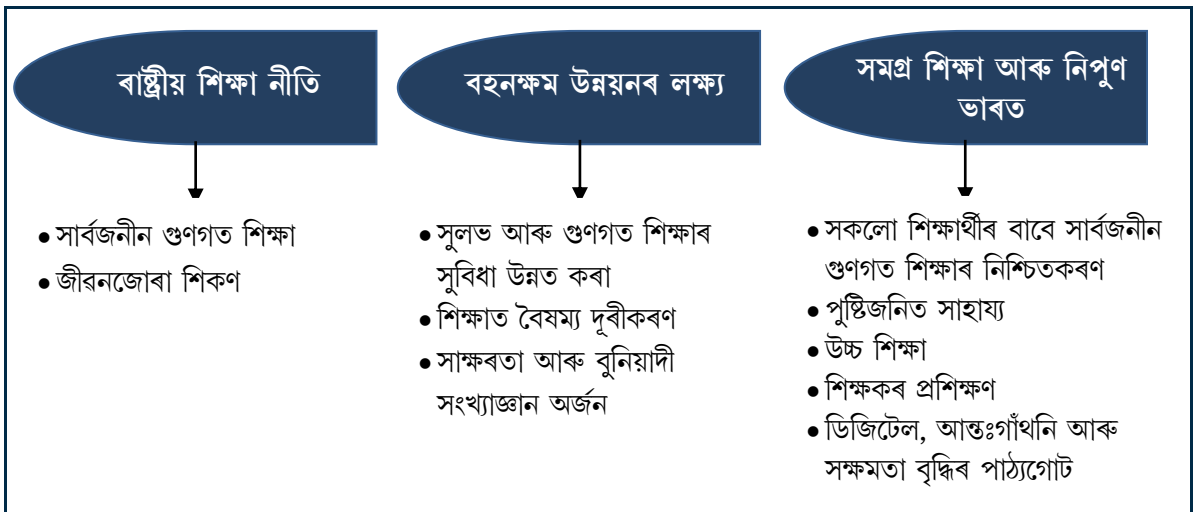 ৰাষ্ট্ৰীয় শিক্ষা নীতি
• সাৰ্বজনীন গুণগত শিক্ষা
• জীৱনজোৰা শিকণ
বহনক্ষম উন্নয়নৰ লক্ষ্য
• সুলভ আৰু গুণগত শিক্ষাৰ
সুবিধা উন্নত কৰা
• শিক্ষাত বৈষম্য দূৰীকৰণ
• সাক্ষৰতা আৰু বুনিয়াদী
সংখ্যাজ্ঞান অৰ্জন
সমগ্ৰ শিক্ষা আৰু নিপুণ
ভাৰত
• সকলো শিক্ষাৰ্থীৰ বাবে সাৰ্বজনীন
গুণগত শিক্ষাৰ নিশ্চিতকৰণ
• পুষ্টিজনিত সাহায্য
• উচ্চ শিক্ষা
• শিক্ষকৰ প্ৰশিক্ষণ
• ডিজিটেল, আন্তঃগাঁথনি আৰু
সক্ষমতা বৃদ্ধিৰ পাঠ্যগোট